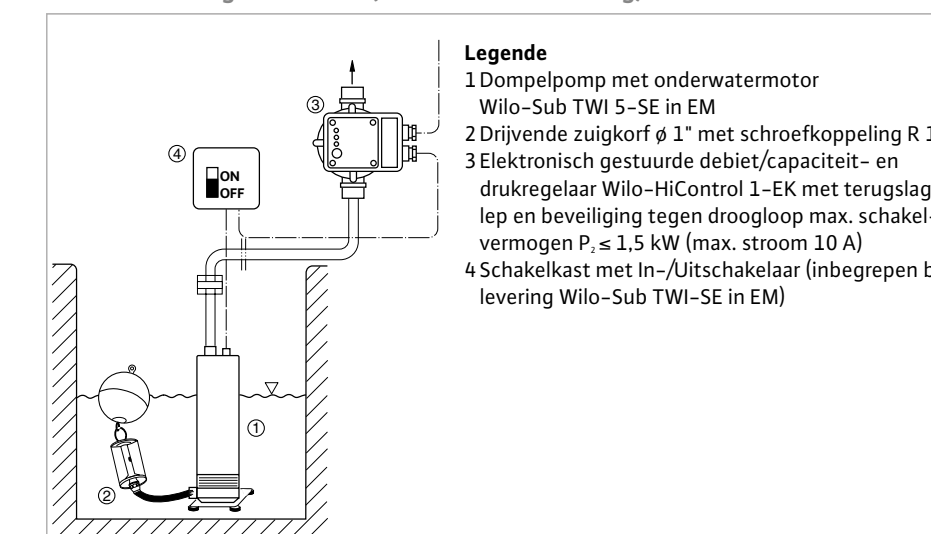 ③
④
ON
OFF
①
②
Legende
1 Dompelpomp met onderwatermotor
Wilo-Sub TWI 5-SE in EM
2 Drijvende zuigkorf ø 1" met schroefkoppeling R 1
3 Elektronisch gestuurde debiet/capaciteit- en
drukregelaar Wilo-HiControl 1-EK met terugslag
lep en beveiliging tegen droogloop max. schakel-
vermogen P₂ ≤ 1,5 kW (max. stroom 10 A)
4 Schakelkast met In-/Uitschakelaar (inbegrepen b
levering Wilo-Sub TWI-SE in EM)